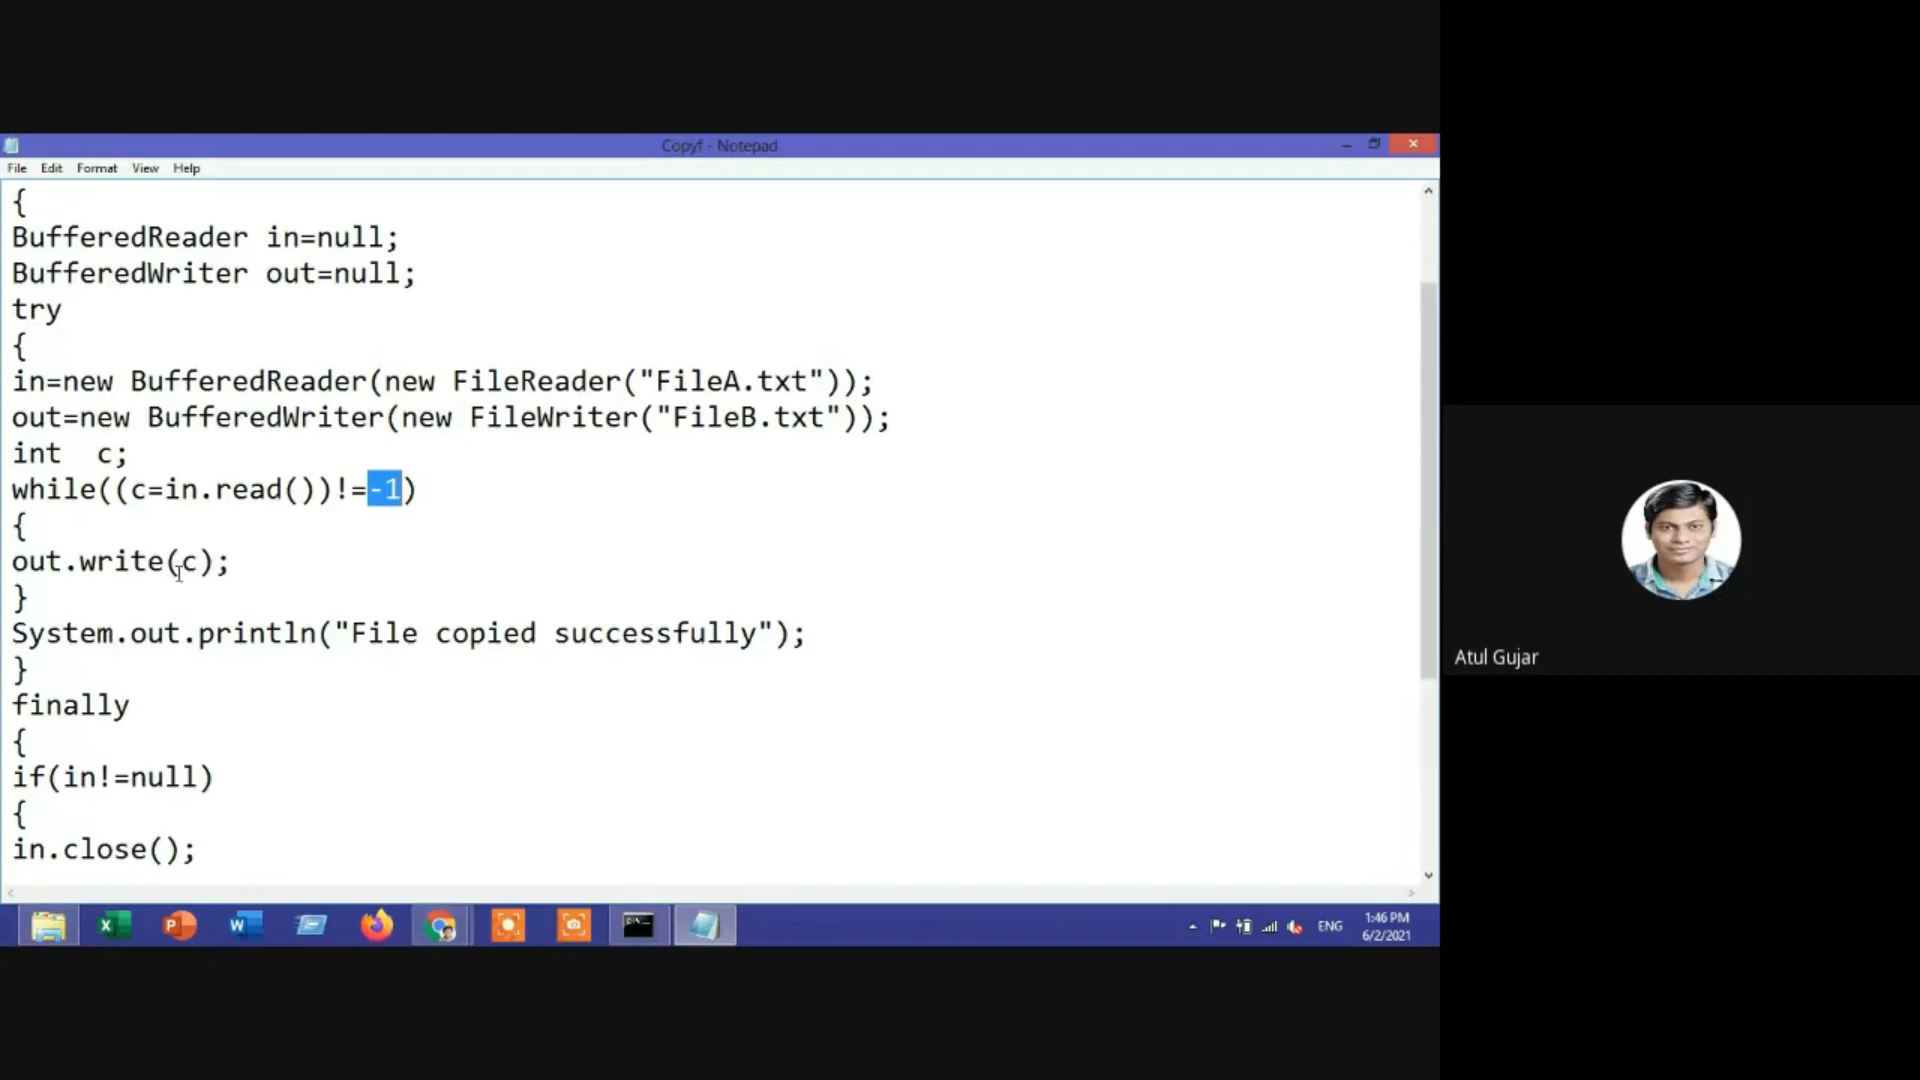 Copyf - Notepad
File Edit Format View Help
{
BufferedReader in=null;
BufferedWriter out=null;
try
{
in=new BufferedReader(new FileReader("FileA.txt"));
out=new BufferedWriter(new FileWriter("FileB.txt"));
int  c;
while((c=in.read())!=-1)
{
out.write(c);
}
System.out.println("File copied successfully");
}
finally
{
if(in!=null)
{
in.close();
Atul Gujar
ENG
1:46 PM
6/2/2021